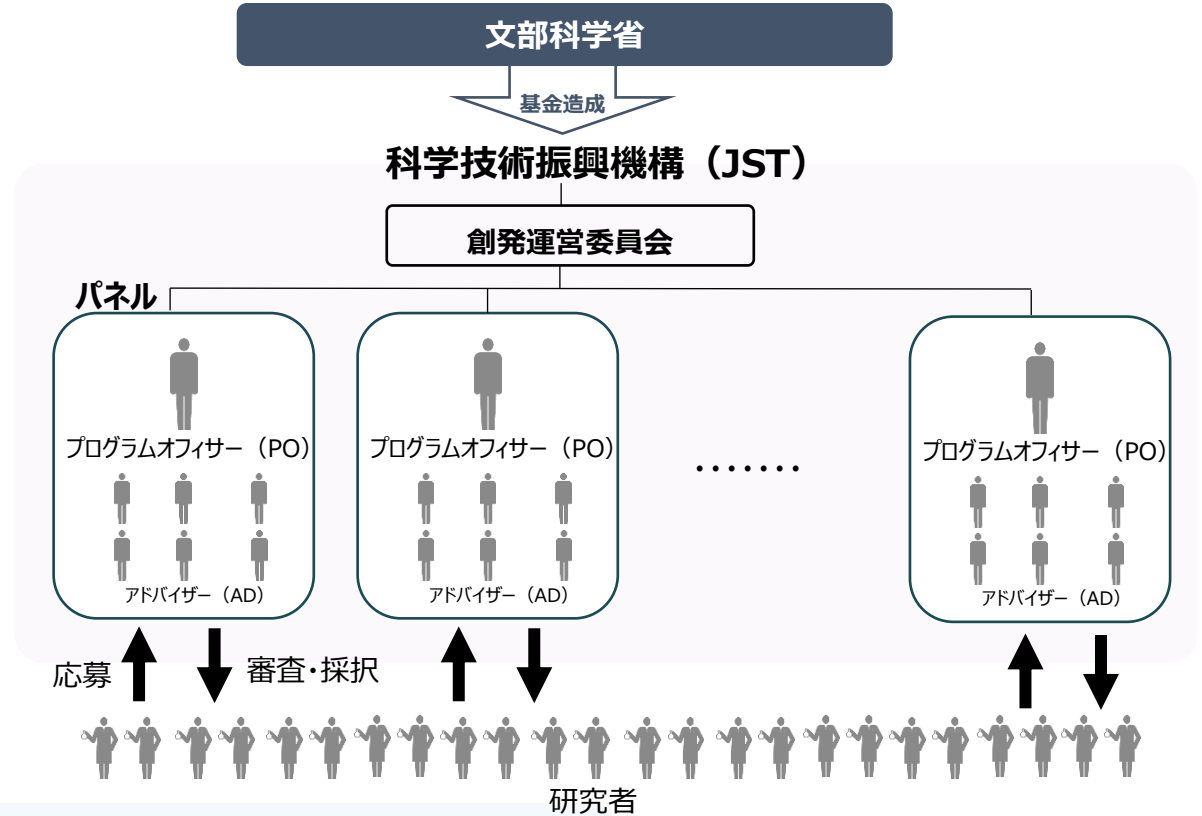 文部科学省
基金造成
科学技術振興機構（JST）
創発運営委員会
パネル
プログラムオフィサー（PO）
アドバイザー（AD）
プログラムオフィサー（PO）
アドバイザー（AD）
・・・・・・・
プログラムオフィサー（PO）
アドバイザー（AD）
応募
審査・採択
研究者